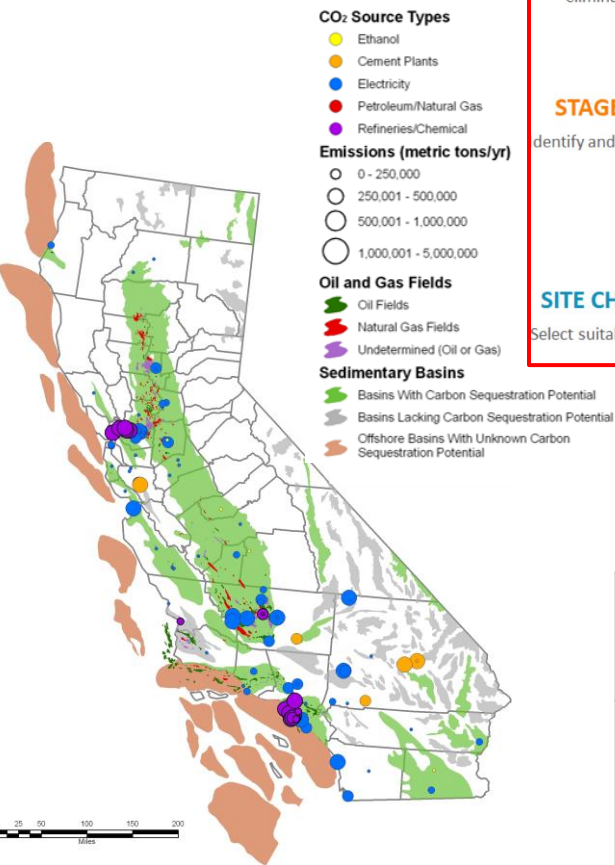 CO₂ Source Types
Ethanol
Cement Plants
Electricity
Petroleum/Natural Gas
Refineries/Chemical
Emissions (metric tons/yr)
0 - 250,000
250,001 - 500,000
500,001 - 1,000,000
1,000,001 - 5,000,000
Oil and Gas Fields
Oil Fields
Natural Gas Fields
Undetermined (Oil or Gas)
Sedimentary Basins
Basins With Carbon Sequestration Potential
Basins Lacking Carbon Sequestration Potential
Offshore Basins With Unknown Carbon
Sequestration Potential
STAGE
dentify and
SITE CH
Select suita
25 50 100 150 200
Miles